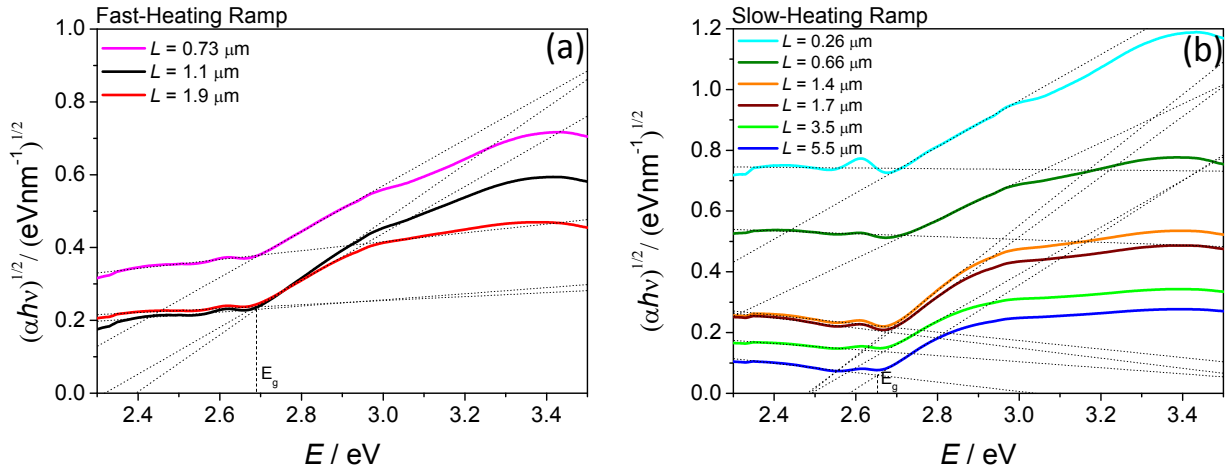 Fast-Heating Ramp
(a)
L = 0.73 μm
L = 1.1 μm
L = 1.9 μm
(αhν)^1/2 / (eVnm^-1)^1/2
1.0
0.8
0.6
0.4
0.2
0.0
E_g
2.4 2.6 2.8 3.0 3.2 3.4
E / eV
Slow-Heating Ramp
(b)
L = 0.26 μm
L = 0.66 μm
L = 1.4 μm
L = 1.7 μm
L = 3.5 μm
L = 5.5 μm
(αhν)^1/2 / (eVnm^-1)^1/2
1.2
1.0
0.8
0.6
0.4
0.2
0.0
E_g
2.4 2.6 2.8 3.0 3.2 3.4
E / eV